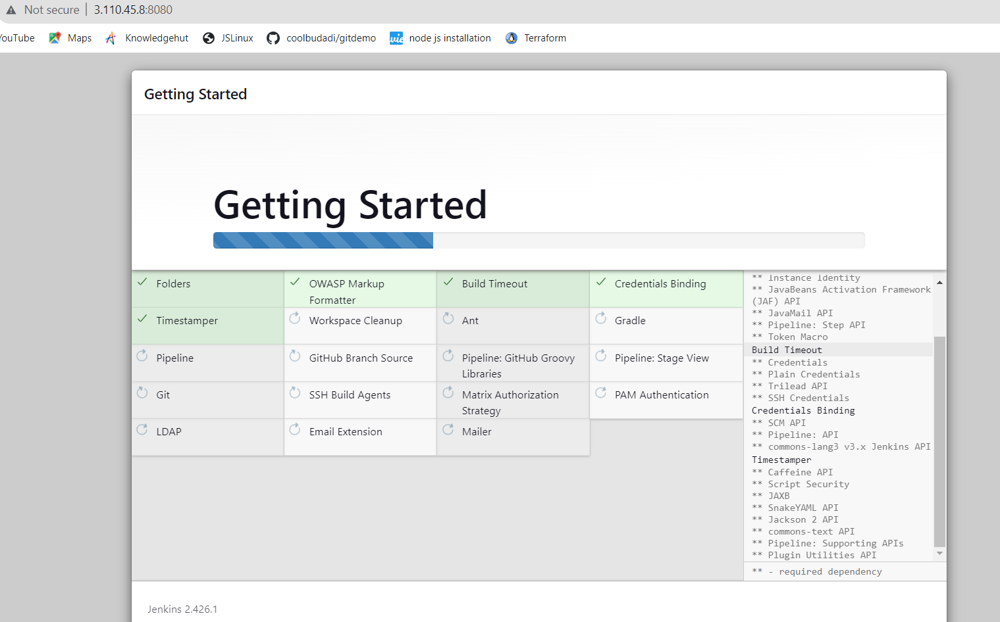 Not secure | 3.110.45.8:8080
YouTube Maps Knowledgehut JSLinux coolbudadi/gitdemo node js installation Terraform
Getting Started
Getting Started
Folders
OWASP Markup
Formatter
Build Timeout
Credentials Binding
Timestamper
Workspace Cleanup
Ant
Gradle
Pipeline
GitHub Branch Source
Pipeline: GitHub Groovy
Libraries
Pipeline: Stage View
Git
SSH Build Agents
Matrix Authorization
Strategy
PAM Authentication
LDAP
Email Extension
Mailer
** Instance Identity
** JavaBeans Activation Framework
(JAF) API
** JavaMail API
** Pipeline: Step API
** Token Macro
Build Timeout
** Credentials
** Plain Credentials
** Trilead API
** SSH Credentials
Credentials Binding
** SCM API
** Pipeline: API
** commons-lang3 v3.x Jenkins API
Timestamper
** Caffeine API
** Script Security
** JAXB
** SnakeYAML API
** Jackson 2 API
** commons-text API
** Pipeline: Supporting APIs
** Plugin Utilities API
** - required dependency
Jenkins 2.426.1